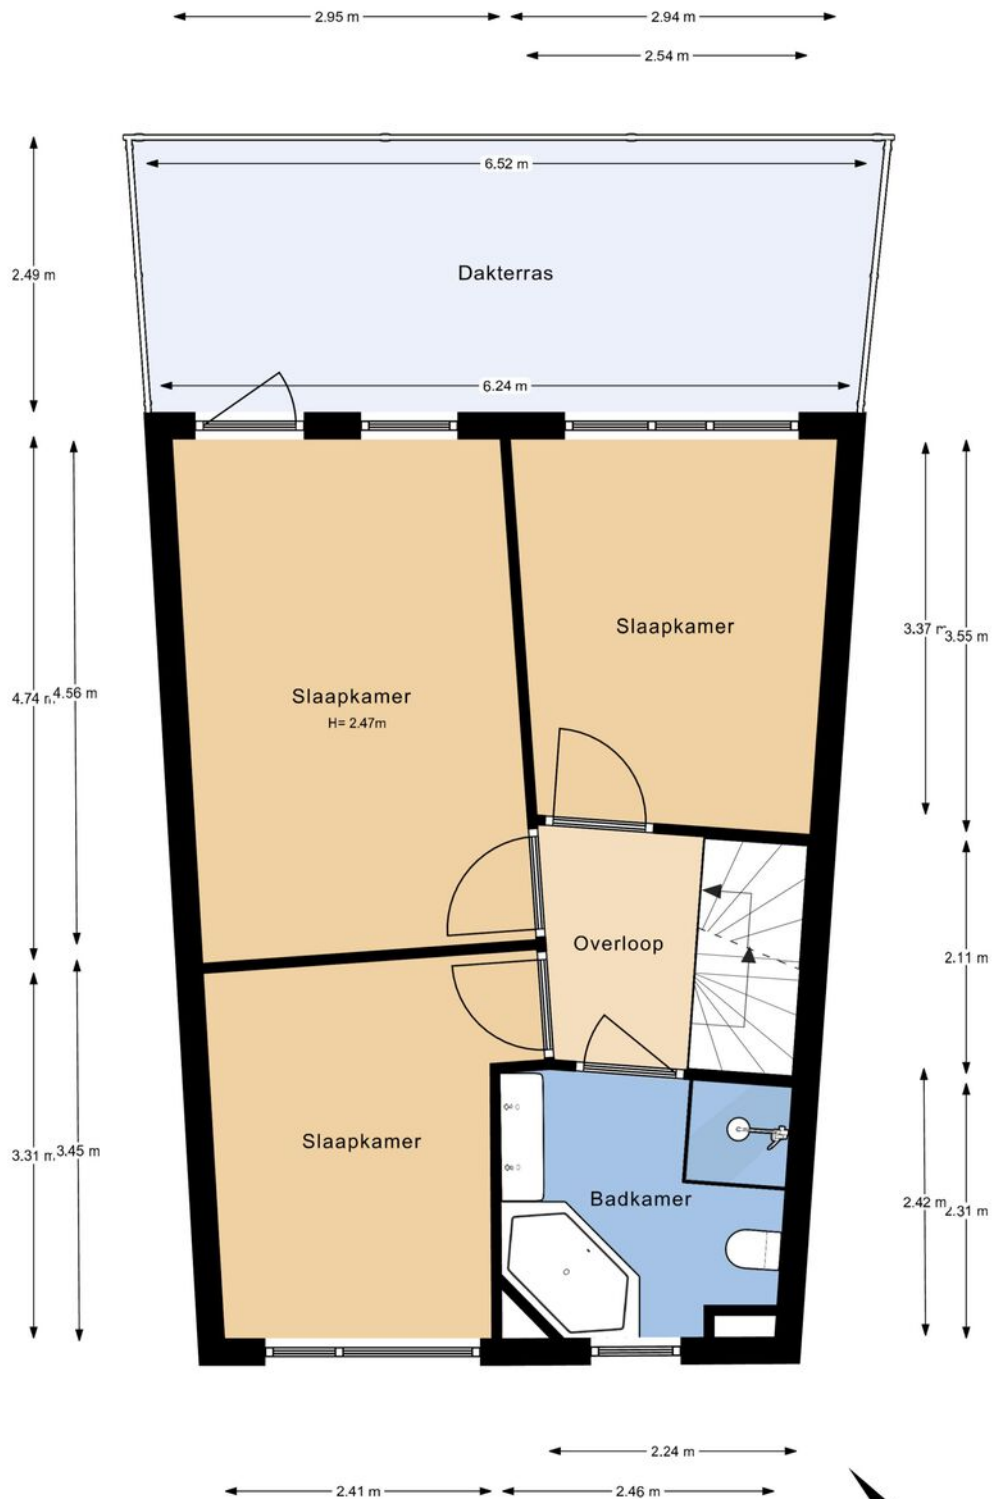 2.95 m
2.94 m
2.54 m
6.52 m
2.49 m
Dakterras
6.24 m
Slaapkamer
3.37 m
3.55 m
Slaapkamer
H= 2.47m
4.74 m
4.56 m
Overloop
2.11 m
Slaapkamer
3.31 m
3.45 m
Badkamer
2.42 m
2.31 m
2.24 m
2.41 m
2.46 m